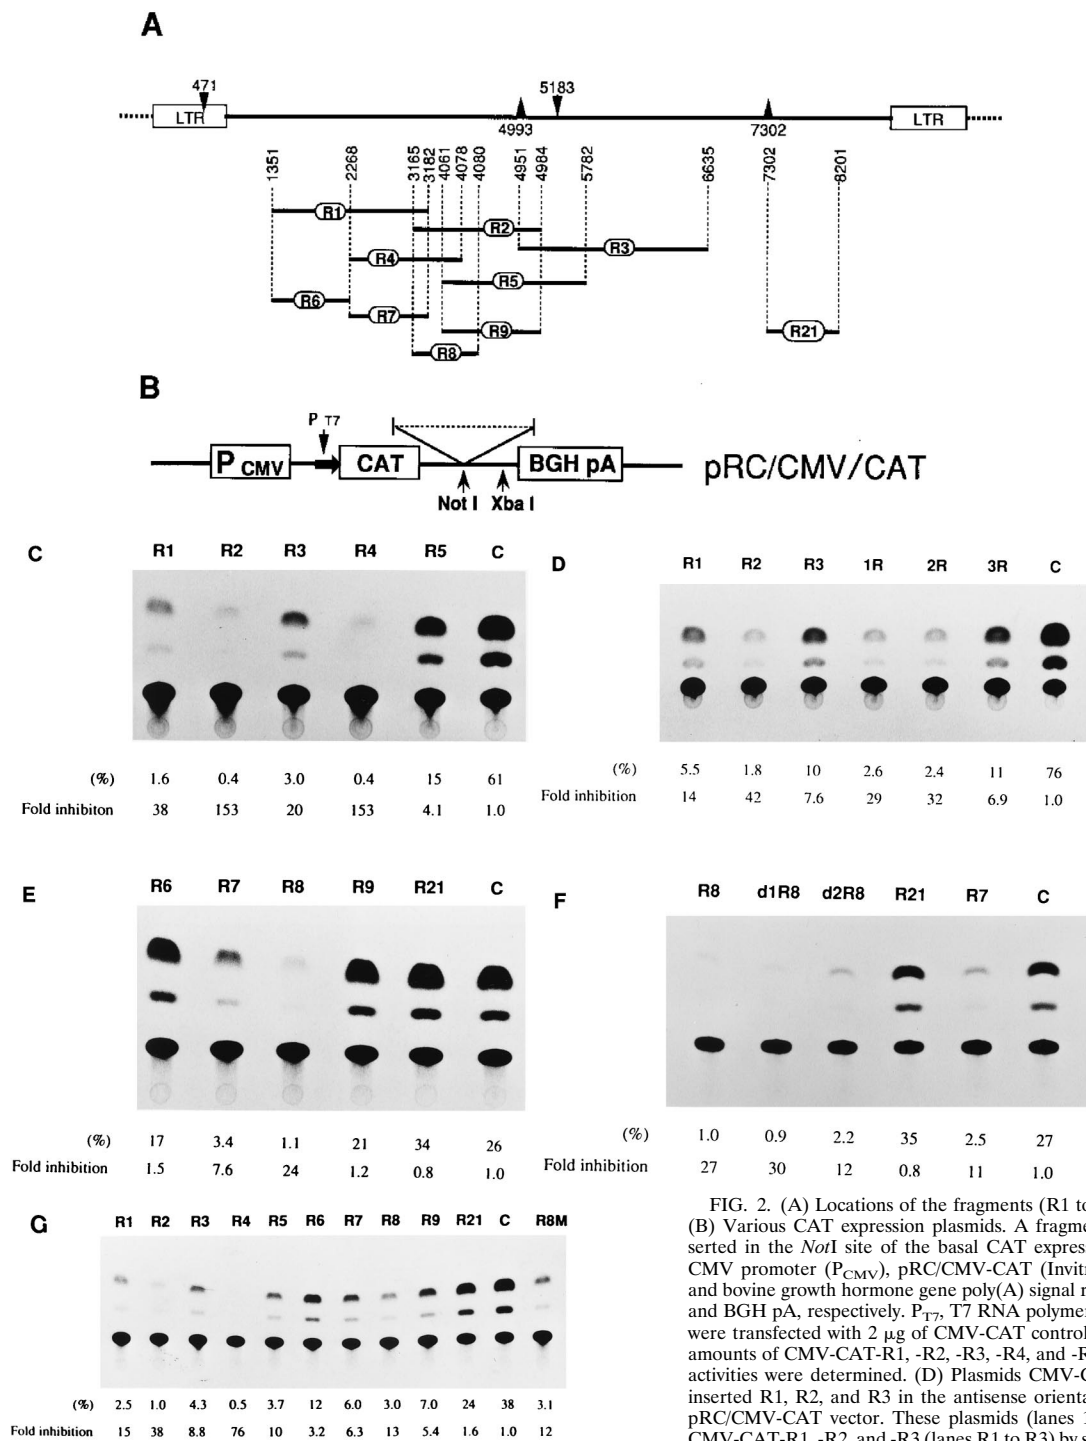 A
471
5183
LTR
LTR
4993
7302
1351
2268
3165
3182
4061
4078
4080
4951
4984
5782
6635
7302
8201
R1
R2
R3
R4
R5
R6
R7
R9
R21
R8
B
P T7
P CMV
CAT
BGH pA
pRC/CMV/CAT
Not I
Xba I
C
R1 R2 R3 R4 R5 C
(%) 1.6 0.4 3.0 0.4 15 61
Fold inhibiton 38 153 20 153 4.1 1.0
D
R1 R2 R3 1R 2R 3R C
(%) 5.5 1.8 10 2.6 2.4 11 76
Fold inhibition 14 42 7.6 29 32 6.9 1.0
E
R6 R7 R8 R9 R21 C
(%) 17 3.4 1.1 21 34 26
Fold inhibition 1.5 7.6 24 1.2 0.8 1.0
F
R8 d1R8 d2R8 R21 R7 C
(%) 1.0 0.9 2.2 35 2.5 27
Fold inhibition 27 30 12 0.8 11 1.0
G
R1 R2 R3 R4 R5 R6 R7 R8 R9 R21 C R8M
(%) 2.5 1.0 4.3 0.5 3.7 12 6.0 3.0 7.0 24 38 3.1
Fold inhibition 15 38 8.8 76 10 3.2 6.3 13 5.4 1.6 1.0 12
FIG. 2. (A) Locations of the fragments (R1 to
(B) Various CAT expression plasmids. A fragme
serted in the NotI site of the basal CAT express
CMV promoter (PCMV), pRC/CMV-CAT (Invitr
and bovine growth hormone gene poly(A) signal r
and BGH pA, respectively. PT7, T7 RNA polymer
were transfected with 2 μg of CMV-CAT control
amounts of CMV-CAT-R1, -R2, -R3, -R4, and -R
activities were determined. (D) Plasmids CMV-C
inserted R1, R2, and R3 in the antisense orienta
pRC/CMV-CAT vector. These plasmids (lanes
CMV-CAT-R1, -R2, and -R3 (lanes R1 to R3) by s